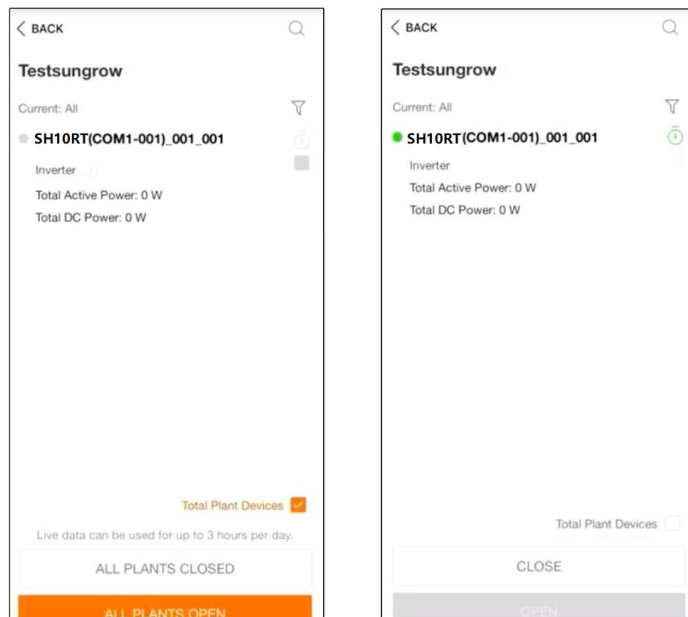 BACK
Testsungrow
Current: All
SH10RT(COM1-001)_001_001
Inverter
Total Active Power: 0 W
Total DC Power: 0 W
Total Plant Devices
Live data can be used for up to 3 hours per day.
ALL PLANTS CLOSED
ALL PLANTS OPEN
BACK
Testsungrow
Current: All
SH10RT(COM1-001)_001_001
Inverter
Total Active Power: 0 W
Total DC Power: 0 W
Total Plant Devices
CLOSE
OPEN